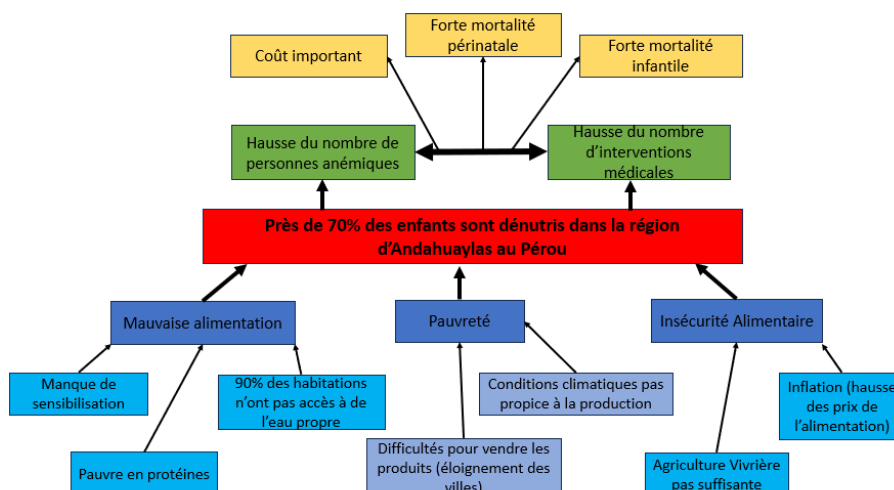 Forte mortalité
périnatale
Coût important
Forte mortalité
infantile
Hausse du nombre de
personnes anémiques
Hausse du nombre
d'interventions
médicales
Près de 70% des enfants sont dénutris dans la région
d'Andahuaylas au Pérou
Mauvaise alimentation
Pauvreté
Insécurité Alimentaire
Manque de
sensibilisation
90% des habitations
n'ont pas accès à de
l'eau propre
Conditions climatiques pas
propice à la production
Inflation (hausse
des prix de
l'alimentation)
Pauvre en protéines
Difficultés pour vendre les
produits (éloignement des
villes)
Agriculture Vivrière
pas suffisante